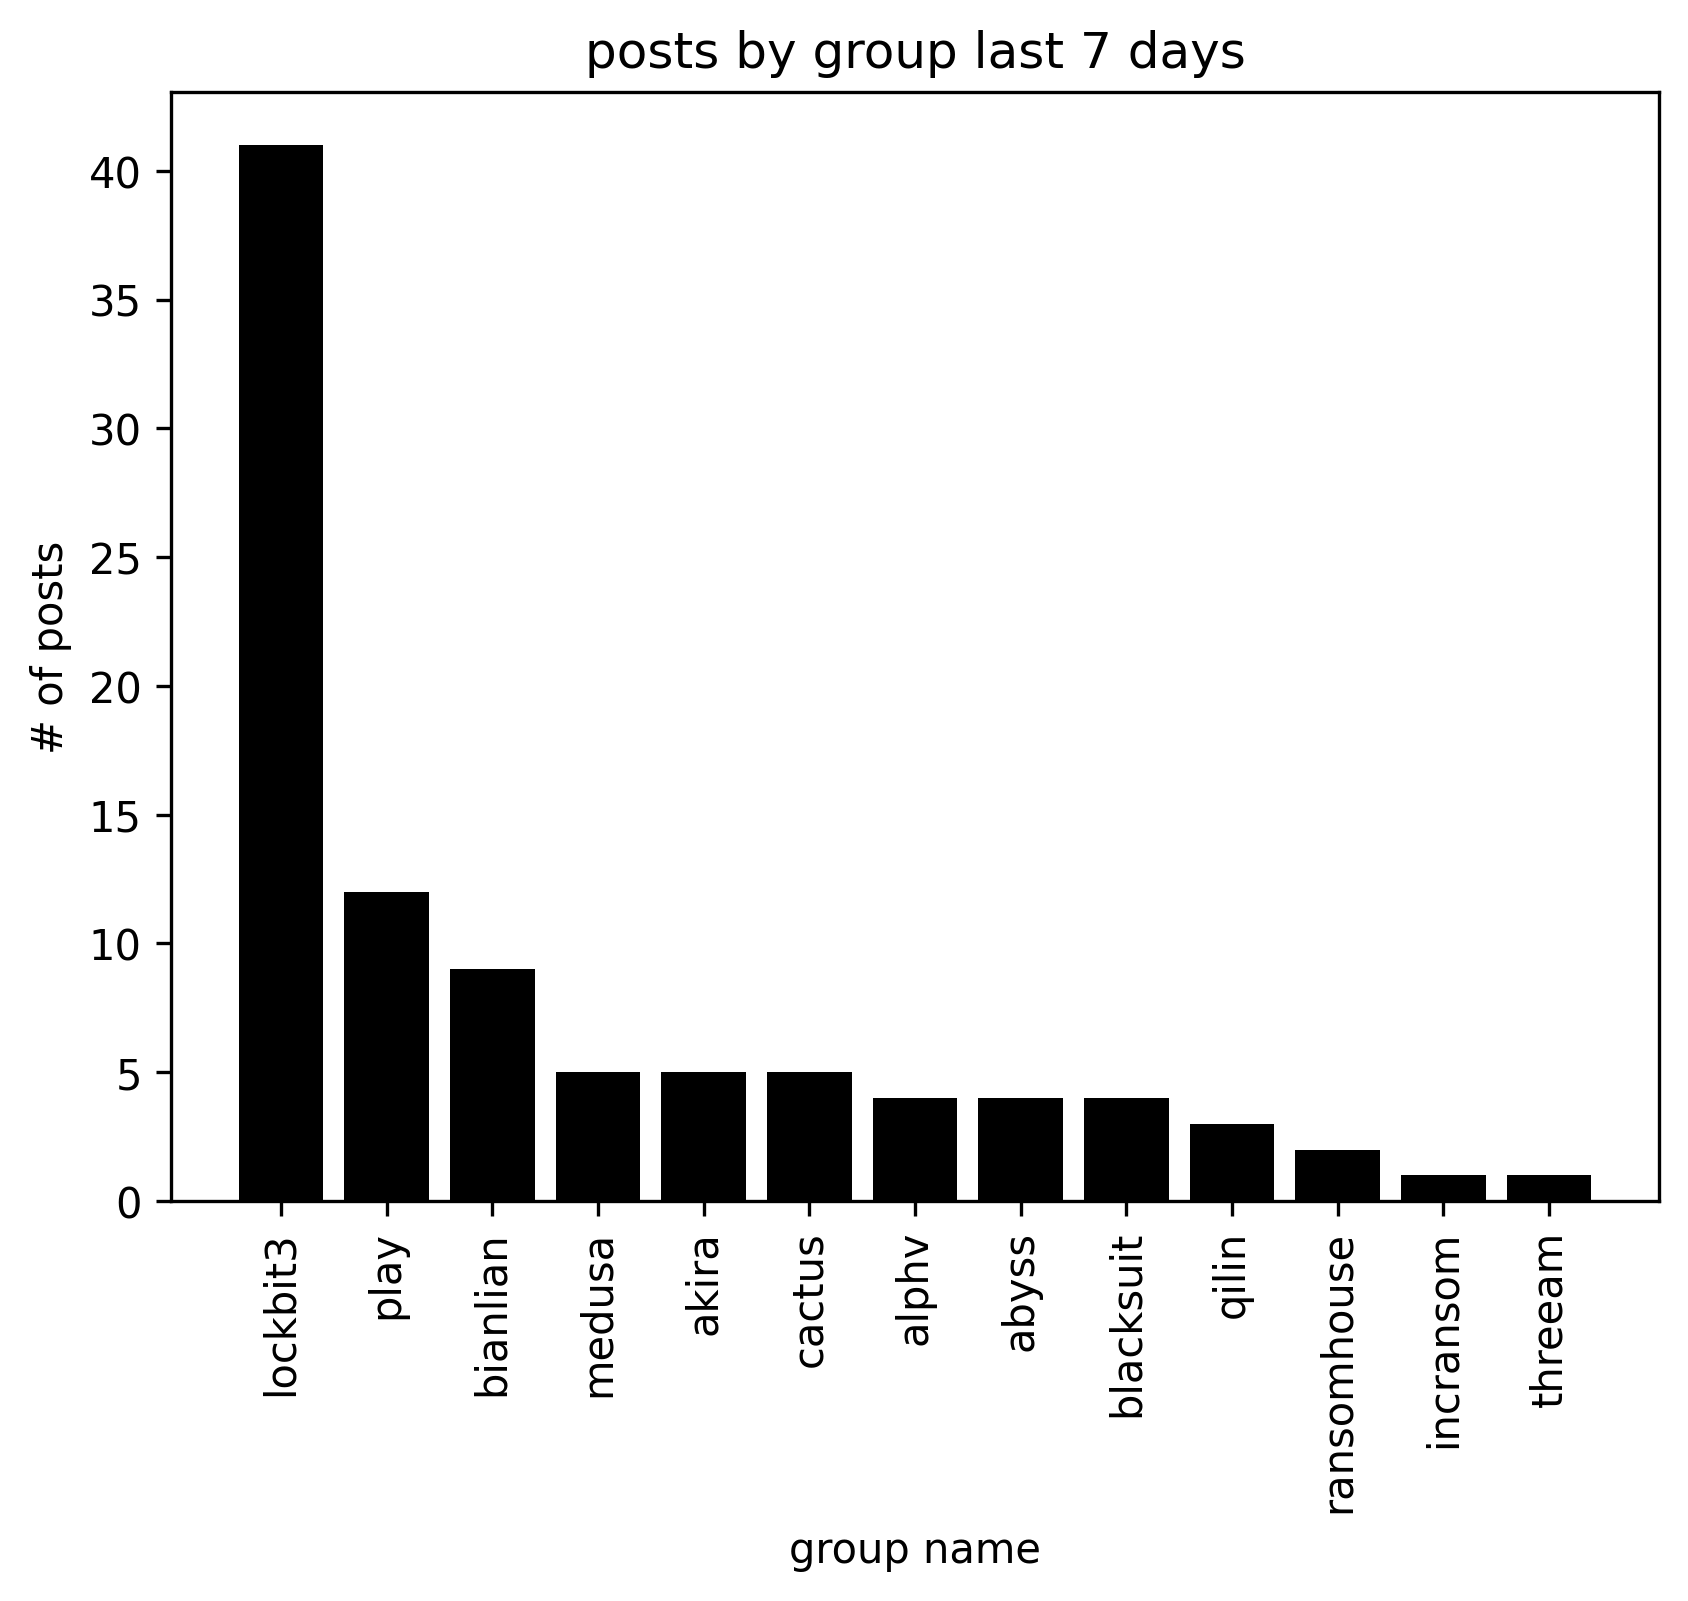 posts by group last 7 days
# of posts
40
35
30
25
20
15
10
5
0
lockbit3
play
bianlian
medusa
akira
cactus
alphv
abyss
blacksuit
qilin
ransomhouse
incransom
threeam
group name